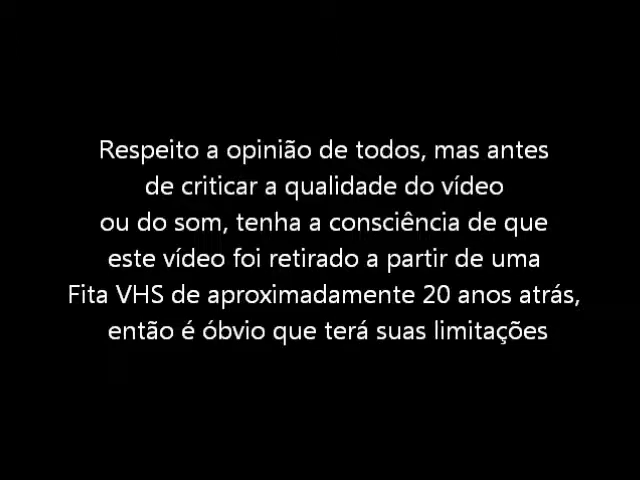 Respeito a opinião de todos, mas antes
de criticar a qualidade do vídeo
ou do som, tenha a consciência de que
este vídeo foi retirado a partir de uma
Fita VHS de aproximadamente 20 anos atrás,
então é óbvio que terá suas limitações